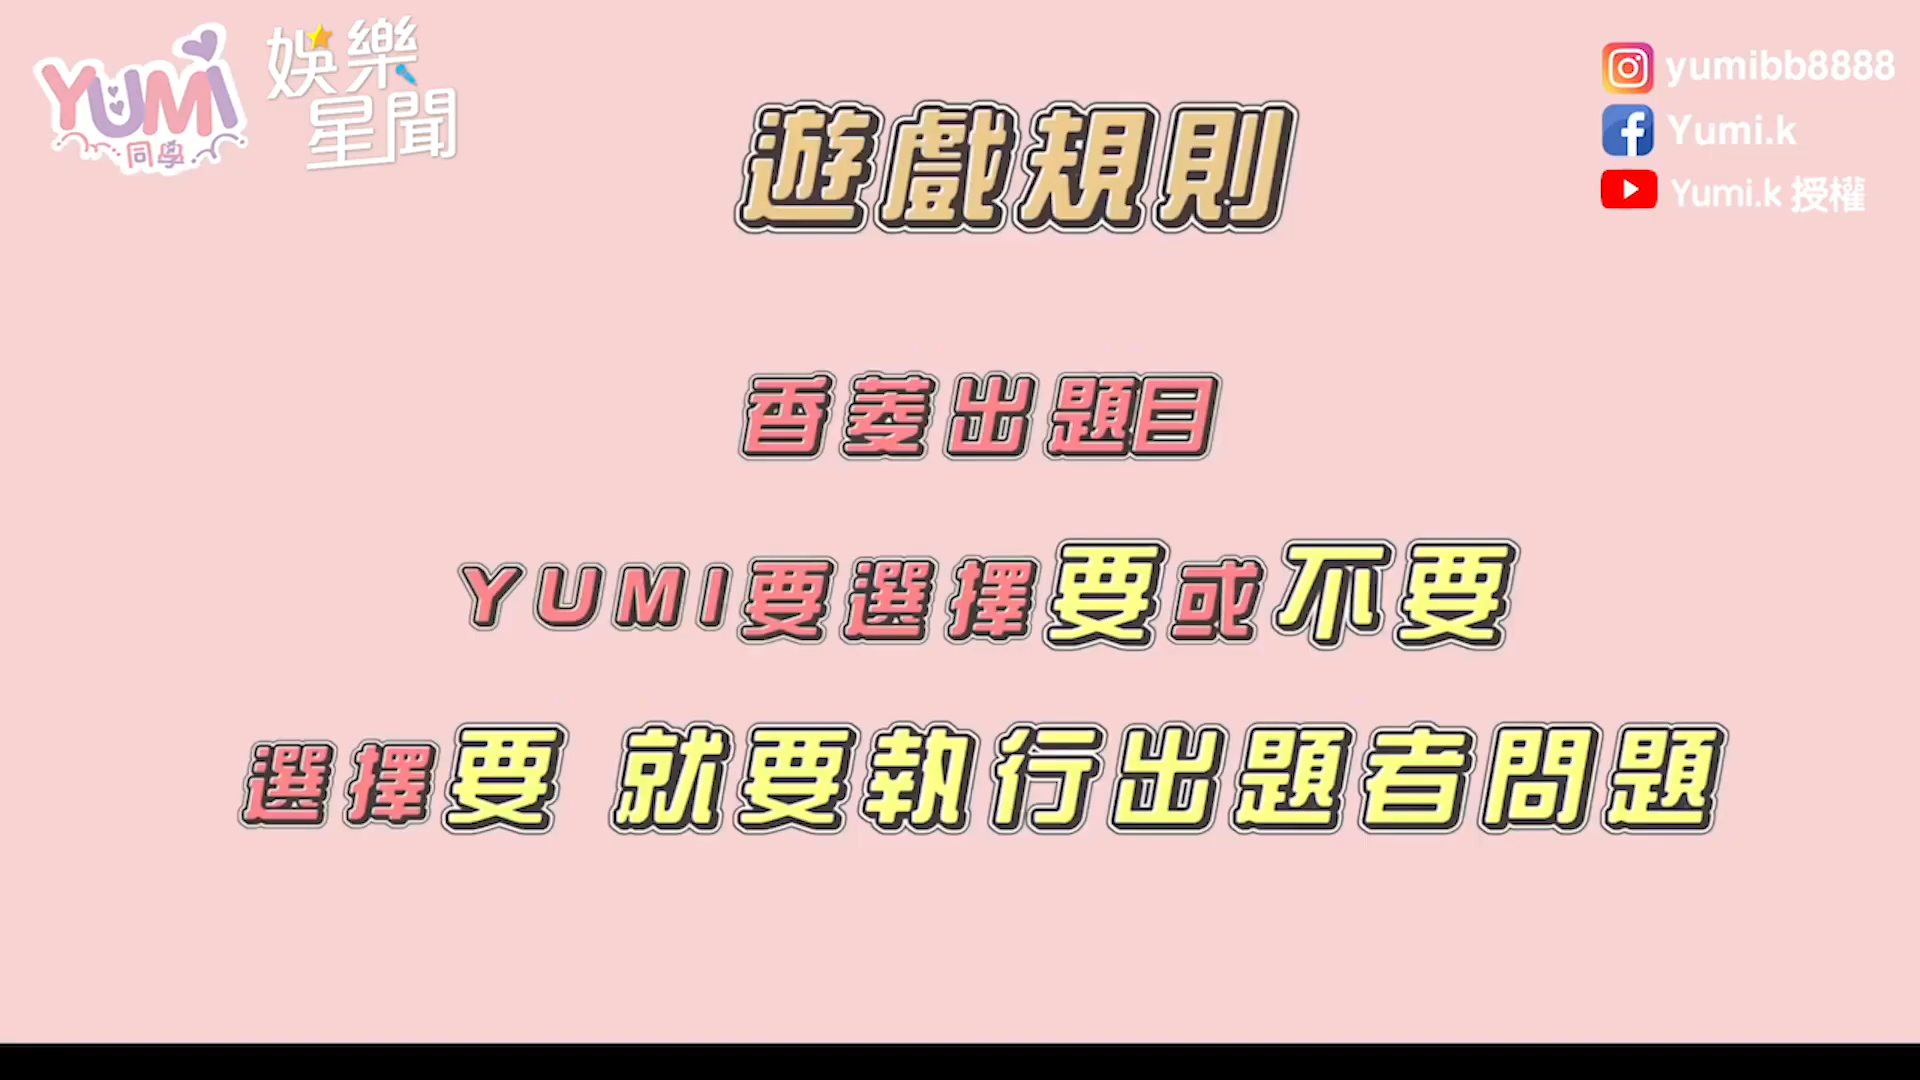 YUMI
同學
娛樂
星聞
yumibb8888
Yumi.k
Yumi.k 授權
遊戲規則
香菱出題目
YUMI要選擇要或不要
選擇要 就要執行出題者問題